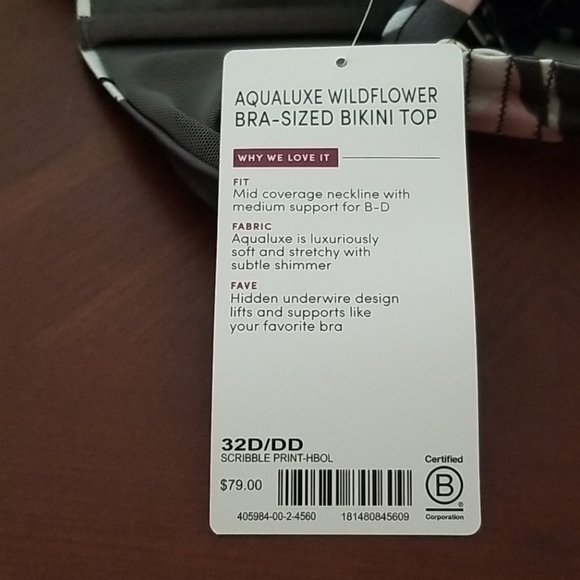 AQUALUXE WILDFLOWER
BRA-SIZED BIKINI TOP
WHY WE LOVE IT
FIT
Mid coverage neckline with
medium support for B-D
FABRIC
Aqualuxe is luxuriously
soft and stretchy with
subtle shimmer
FAVE
Hidden underwire design
lifts and supports like
your favorite bra
32D/DD
SCRIBBLE PRINT-HBOL
$79.00
405984-00-2-4560 181480845609
Certified
B
®
Corporation